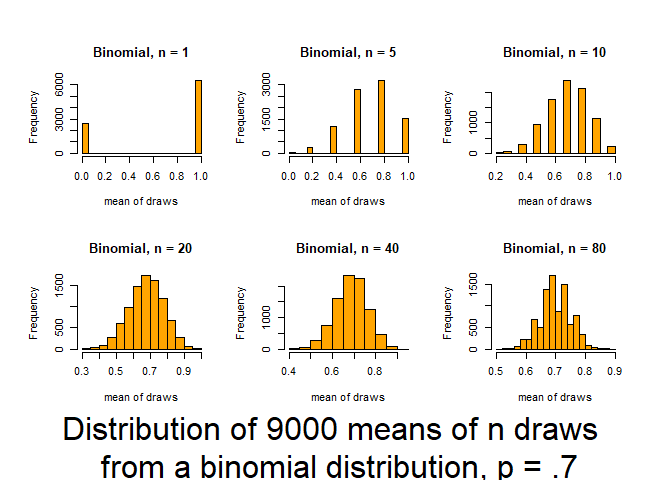 Binomial, n = 1
Frequency
0 3000 6000
0.0 0.2 0.4 0.6 0.8 1.0
mean of draws
Binomial, n = 5
Frequency
0 1500 3000
0.0 0.2 0.4 0.6 0.8 1.0
mean of draws
Binomial, n = 10
Frequency
0 1000
0.2 0.4 0.6 0.8 1.0
mean of draws
Binomial, n = 20
Frequency
0 500 1500
0.3 0.5 0.7 0.9
mean of draws
Binomial, n = 40
Frequency
0 1000
0.4 0.6 0.8
mean of draws
Binomial, n = 80
Frequency
0 500 1500
0.5 0.6 0.7 0.8 0.9
mean of draws
Distribution of 9000 means of n draws
from a binomial distribution, p = .7